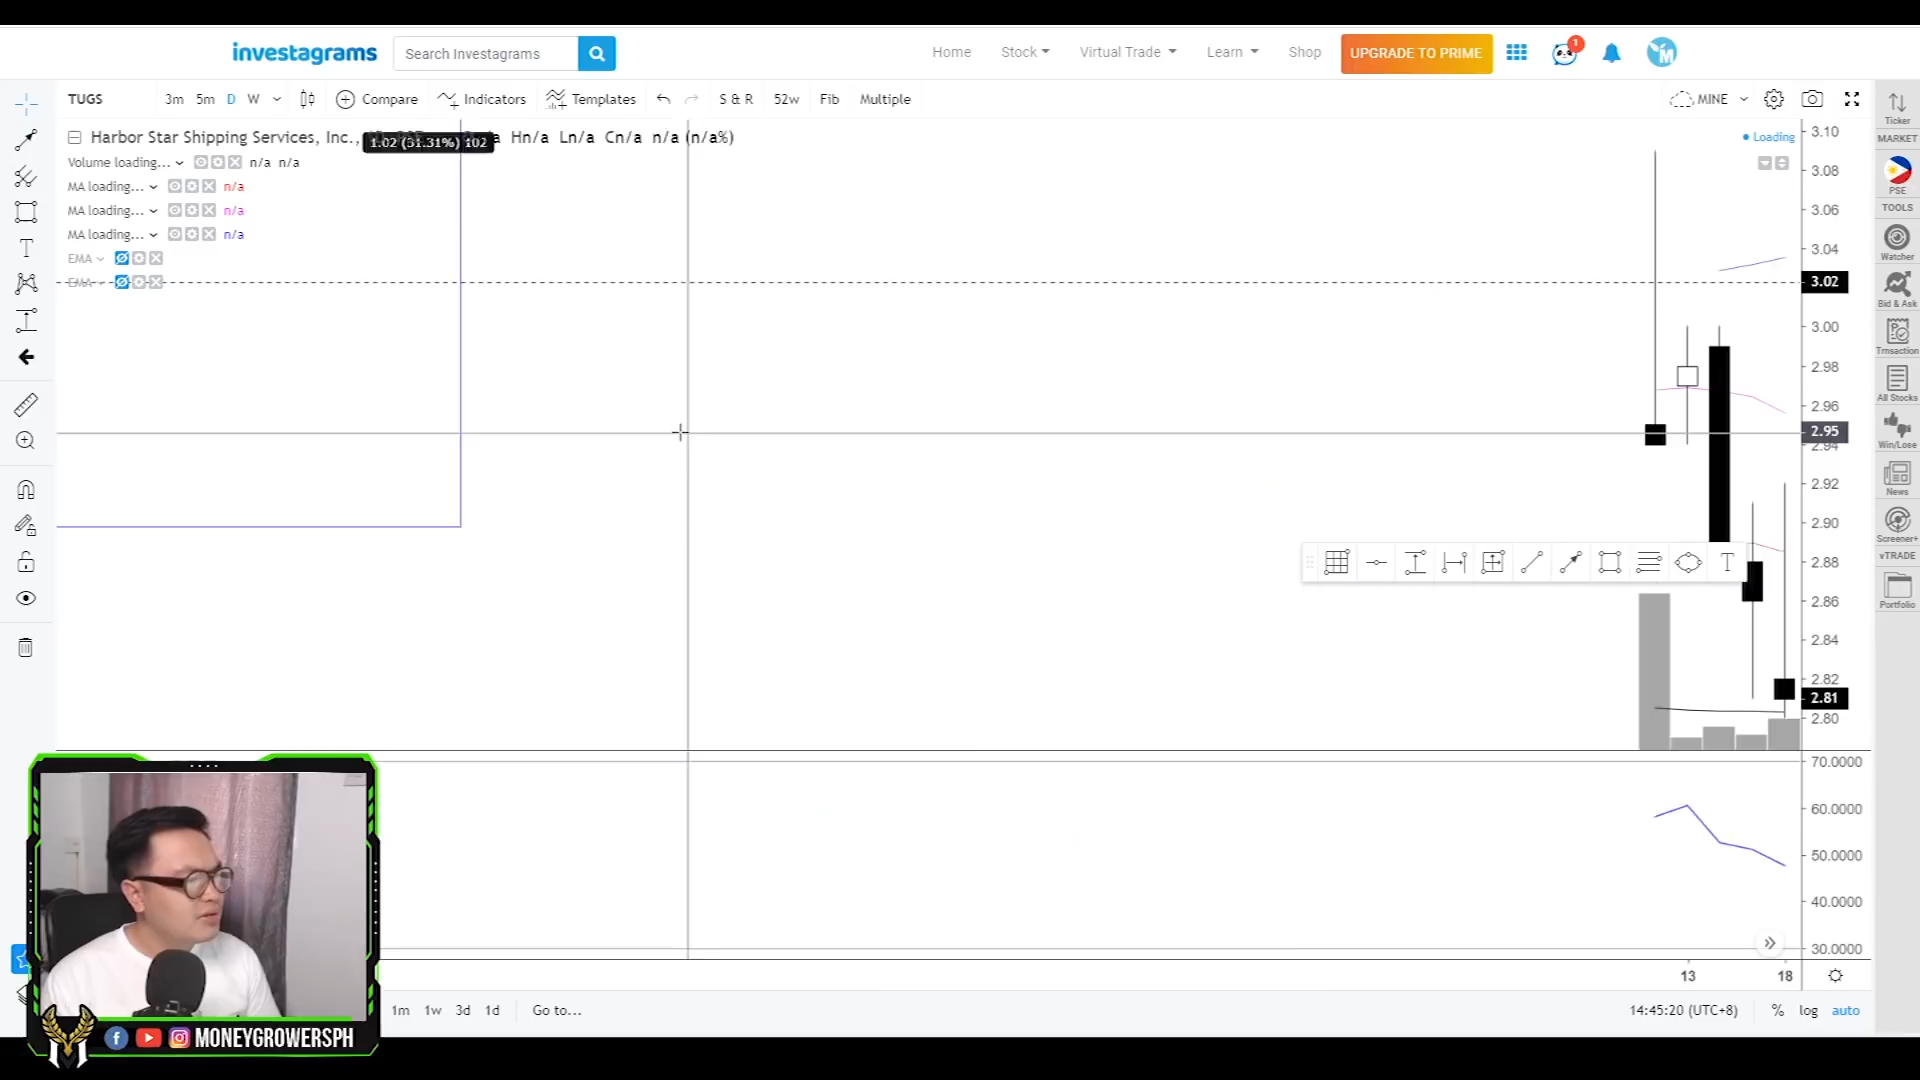 investagrams
Search Investagrams
Home
Stock
Virtual Trade
Learn
Shop
UPGRADE TO PRIME
1
TUGS
3m 5m D W
Compare
Indicators
Templates
S & R
52w
Fib
Multiple
MINE
Harbor Star Shipping Services, Inc., Hn/a Ln/a Cn/a n/a (n/a%)
1.02 (51.31%) 102
Volume loading... n/a n/a
MA loading... n/a
MA loading... n/a
MA loading... n/a
EMA
EMA
Loading
3.10
3.08
3.06
3.04
3.02
3.00
2.98
2.96
2.95
2.94
2.92
2.90
2.88
2.86
2.84
2.82
2.81
2.80
70.0000
60.0000
50.0000
40.0000
30.0000
13 18
1m 1w 3d 1d
Go to...
14:45:20 (UTC+8)
%
log
auto
Ticker
MARKET
PSE
TOOLS
Watcher
Bid & Ask
Trnsaction
All Stocks
Win/Lose
News
Screener+
vTRADE
Portfolio
MONEYGROWERSPH